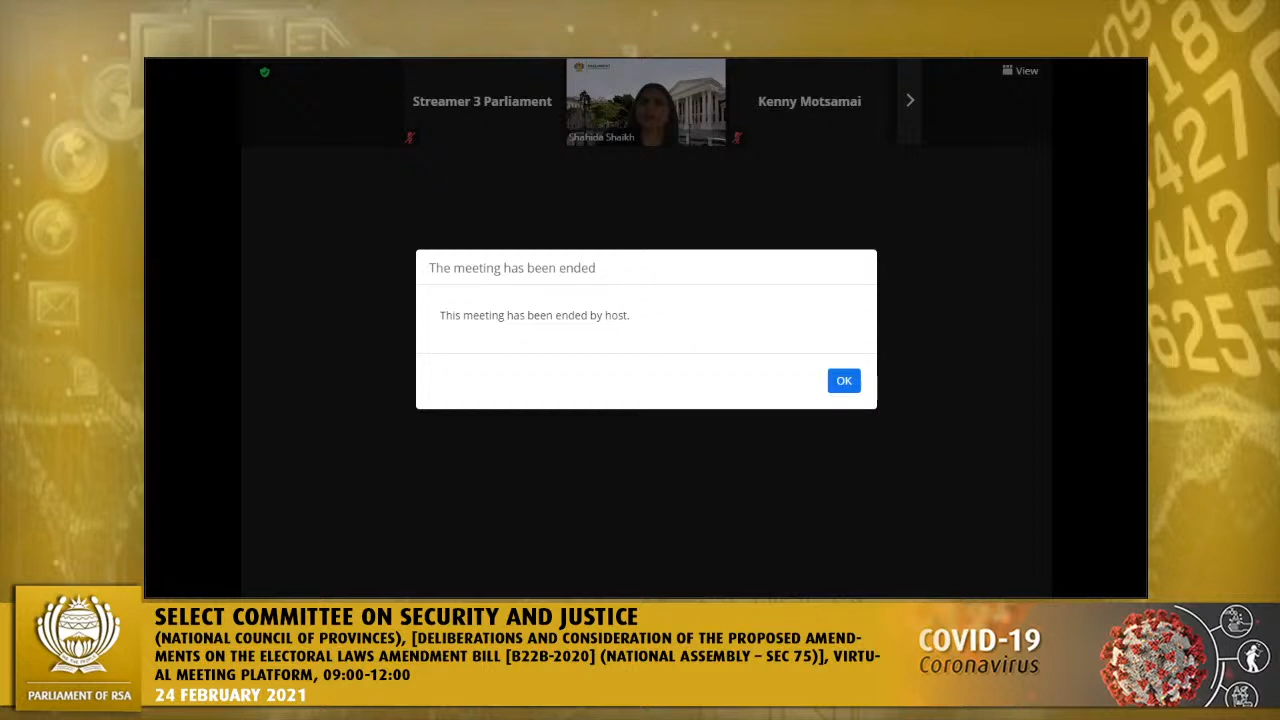 View
Streamer 3 Parliament
PARLIAMENT
Shahida Shaikh
Kenny Motsamai
The meeting has been ended
This meeting has been ended by host.
OK
SELECT COMMITTEE ON SECURITY AND JUSTICE
(NATIONAL COUNCIL OF PROVINCES), [DELIBERATIONS AND CONSIDERATION OF THE PROPOSED AMEND-
MENTS ON THE ELECTORAL LAWS AMENDMENT BILL [B22B-2020] (NATIONAL ASSEMBLY – SEC 75)], VIRTU-
AL MEETING PLATFORM, 09:00-12:00
24 FEBRUARY 2021
PARLIAMENT OF RSA
COVID-19
Coronavirus